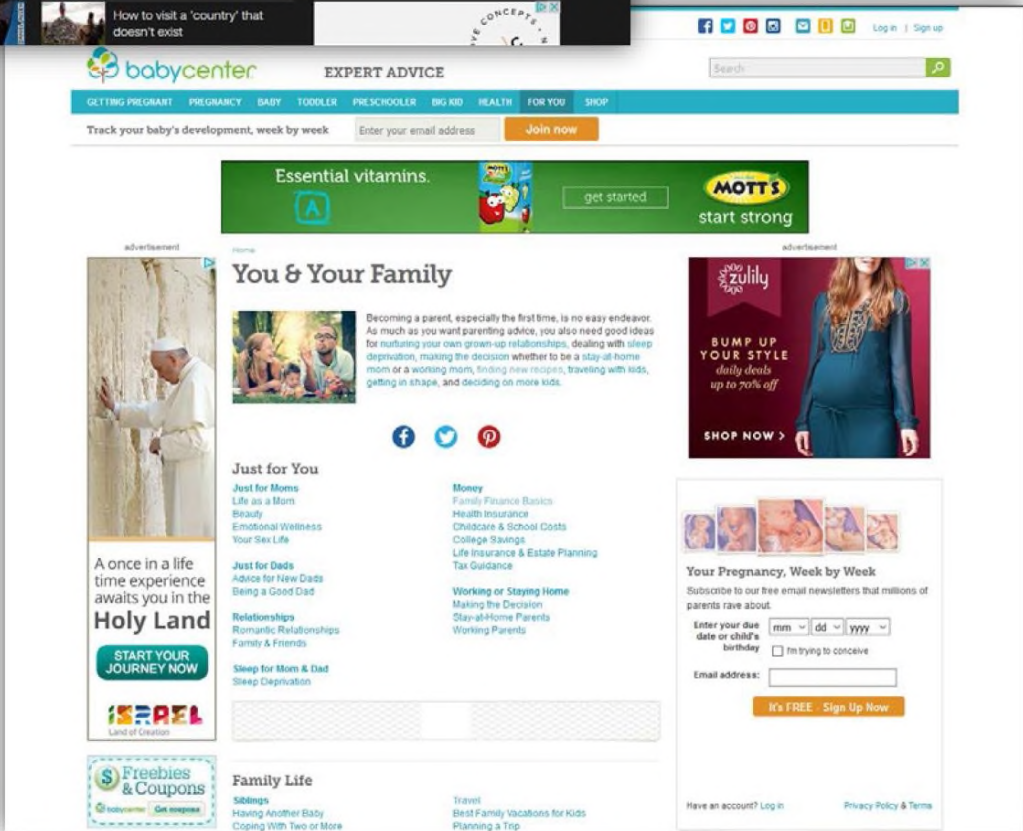 How to visit a 'country' that
doesn't exist
Log in | Sign up
babycenter
EXPERT ADVICE
Search
GETTING PREGNANT PREGNANCY BABY TODDLER PRESCHOOLER BIG KID HEALTH FOR YOU SHOP
Track your baby's development, week by week
Enter your email address
Join now
Essential vitamins.
A
MOTT'S
get started
MOTT'S
start strong
advertisement
A once in a life
time experience
awaits you in the
Holy Land
START YOUR
JOURNEY NOW
ISRAEL
Land of Creation
$ Freebies
& Coupons
babycenter Get coupons
Home
You & Your Family
Becoming a parent, especially the first time, is no easy endeavor.
As much as you want parenting advice, you also need good ideas
for nurturing your own grown-up relationships, dealing with sleep
deprivation, making the decision whether to be a stay-at-home
mom or a working mom, finding new recipes, traveling with kids,
getting in shape, and deciding on more kids.
Just for You
Just for Moms
Life as a Mom
Beauty
Emotional Wellness
Your Sex Life
Just for Dads
Advice for New Dads
Being a Good Dad
Relationships
Romantic Relationships
Family & Friends
Sleep for Mom & Dad
Sleep Deprivation
Money
Family Finance Basics
Health Insurance
Childcare & School Costs
College Savings
Life Insurance & Estate Planning
Tax Guidance
Working or Staying Home
Making the Decision
Stay-at-Home Parents
Working Parents
Family Life
Siblings
Having Another Baby
Coping With Two or More
Travel
Best Family Vacations for Kids
Planning a Trip
advertisement
zulily
BUMP UP
YOUR STYLE
daily deals
up to 70% off
SHOP NOW >
Your Pregnancy, Week by Week
Subscribe to our free email newsletters that millions of
parents rave about.
Enter your due
date or child's
birthday
mm dd yyyy
I'm trying to conceive
Email address:
It's FREE - Sign Up Now
Have an account? Log in
Privacy Policy & Terms